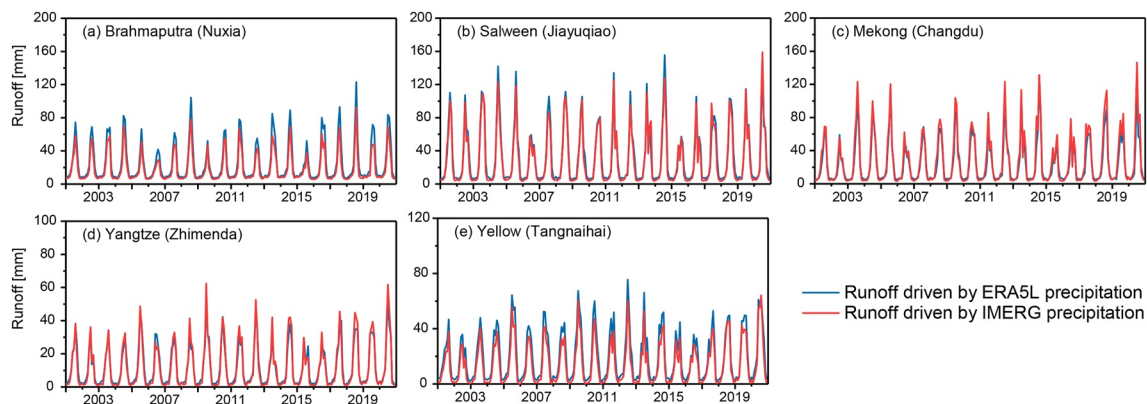 200
160
120
80
40
0
Runoff [mm]
(a) Brahmaputra (Nuxia)
2003 2007 2011 2015 2019
200
160
120
80
40
0
(b) Salween (Jiayuqiao)
2003 2007 2011 2015 2019
200
160
120
80
40
0
(c) Mekong (Changdu)
2003 2007 2011 2015 2019
100
80
60
40
20
0
Runoff [mm]
(d) Yangtze (Zhimenda)
2003 2007 2011 2015 2019
120
80
40
0
(e) Yellow (Tangnaihai)
2003 2007 2011 2015 2019
Runoff driven by ERA5L precipitation
Runoff driven by IMERG precipitation